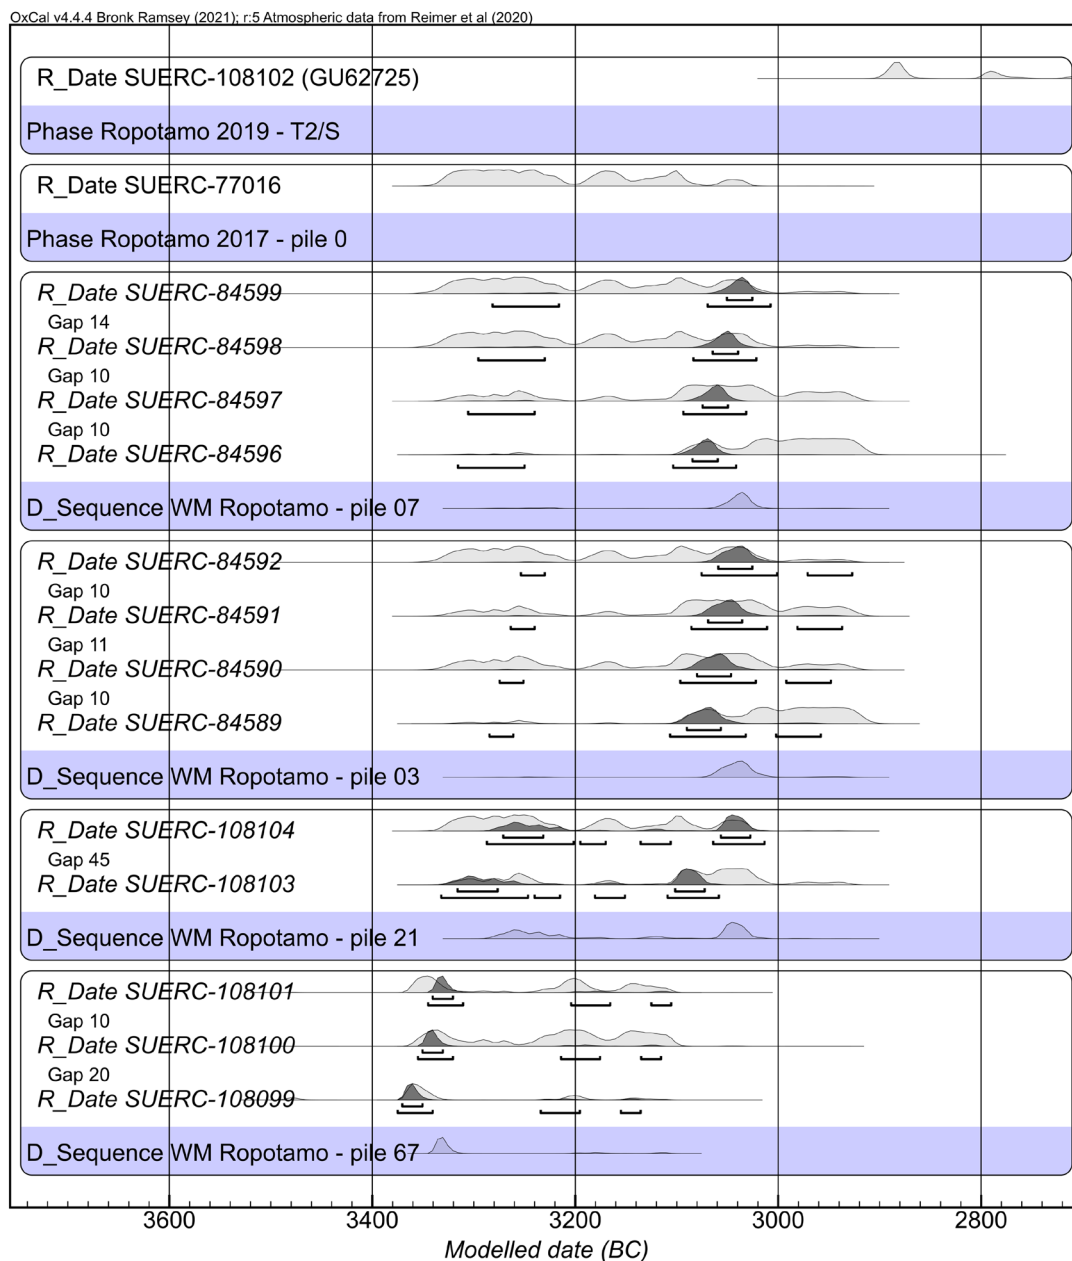 OxCal v4.4.4 Bronk Ramsey (2021); r:5 Atmospheric data from Reimer et al (2020)
R_Date SUERC-108102 (GU62725)
Phase Ropotamo 2019 - T2/S
R_Date SUERC-77016
Phase Ropotamo 2017 - pile 0
R_Date SUERC-84599
Gap 14
R_Date SUERC-84598
Gap 10
R_Date SUERC-84597
Gap 10
R_Date SUERC-84596
D_Sequence WM Ropotamo - pile 07
R_Date SUERC-84592
Gap 10
R_Date SUERC-84591
Gap 11
R_Date SUERC-84590
Gap 10
R_Date SUERC-84589
D_Sequence WM Ropotamo - pile 03
R_Date SUERC-108104
Gap 45
R_Date SUERC-108103
D_Sequence WM Ropotamo - pile 21
R_Date SUERC-108101
Gap 10
R_Date SUERC-108100
Gap 20
R_Date SUERC-108099
D_Sequence WM Ropotamo - pile 67
3600 3400 3200 3000 2800
Modelled date (BC)